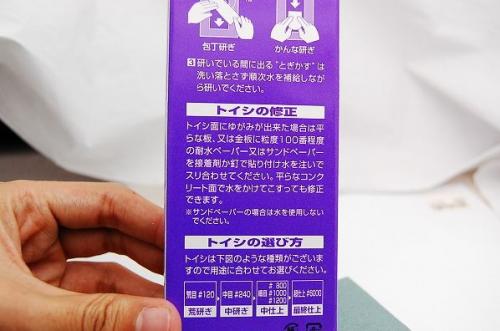 包丁研ぎ
かんな研ぎ
3 研いでいる間に出る"とぎかす"は
洗い落とさず順次水を補給しなが
ら研いでください。
トイシの修正
トイシ面にゆがみが出来た場合は平
らな板、又は金板に粒度100番程度
の耐水ペーパー又はサンドペーパー
を接着剤か釘で貼り付け水を注いで
スリ合わせてください。平らなコンク
リート面で水をかけてこすっても修正
できます。
※サンドペーパーの場合は水を使用しない
でください。
トイシの選び方
トイシは下図のような種類がございま
すので用途に合わせてお選びください。
荒目 #120
荒研ぎ
中目 #240
中研ぎ
# 800
細目 #1000
#1200
中仕上
#6000
最終仕上